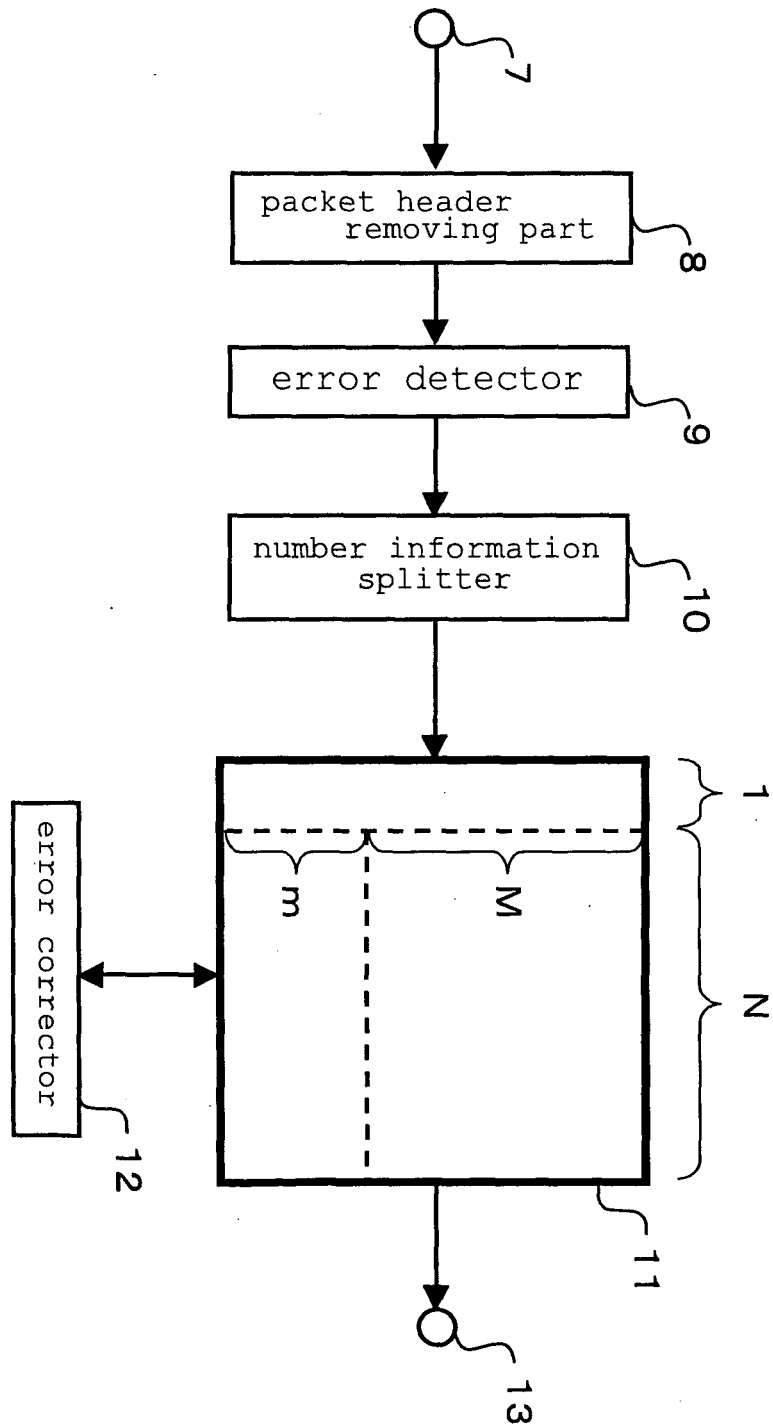 7
packet header
removing part
8
error detector
9
number information
splitter
10
1
m
M
N
error corrector
12
11
13